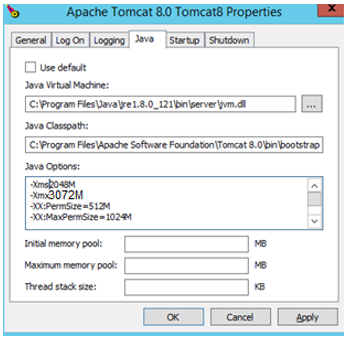 Apache Tomcat 8.0 Tomcat8 Properties
x
General Log On Logging Java Startup Shutdown
Use default
Java Virtual Machine:
C:\Program Files\Java\jre1.8.0_121\bin\server\jvm.dll
...
Java Classpath:
C:\Program Files\Apache Software Foundation\Tomcat 8.0\bin\bootstrap
Java Options:
-Xms2048M
-Xmx3072M
-XX:PermSize=512M
-XX:MaxPermSize=1024M
Initial memory pool: MB
Maximum memory pool: MB
Thread stack size: KB
OK Cancel Apply